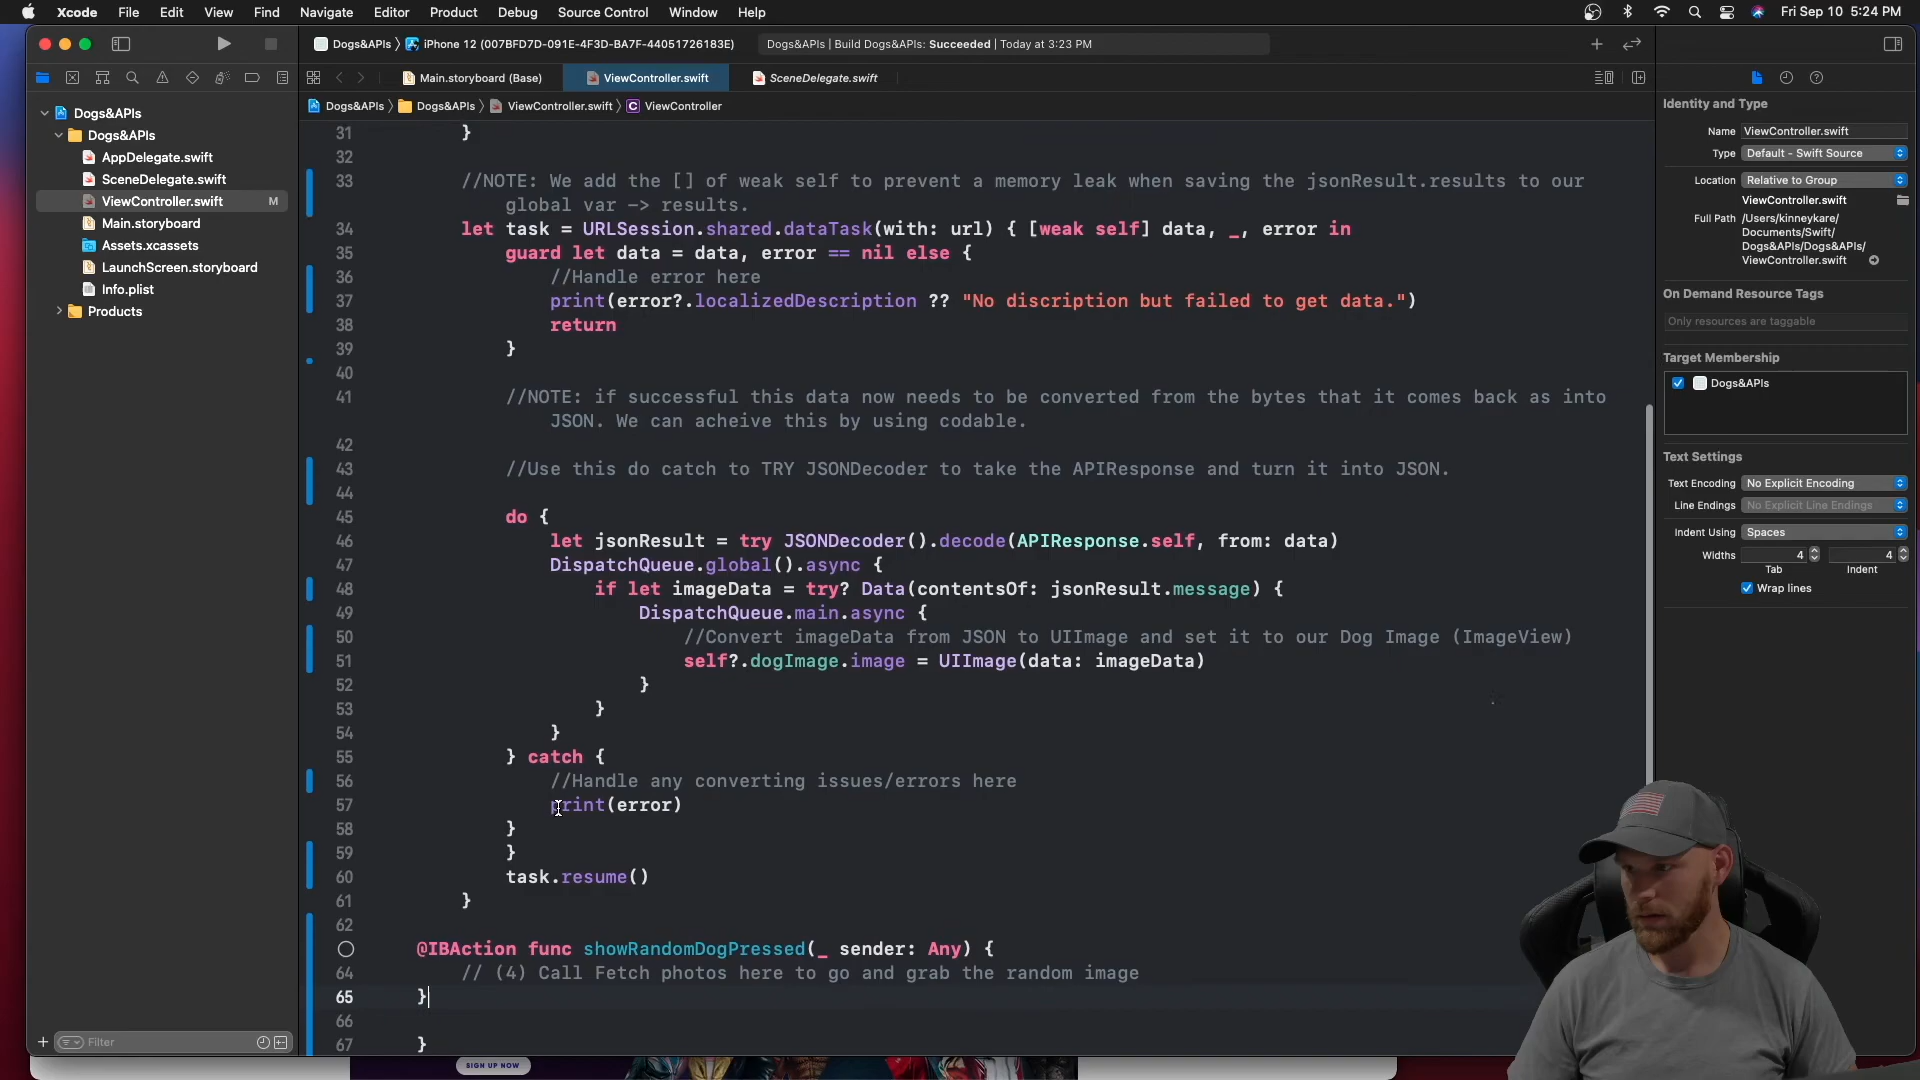 Xcode File Edit View Find Navigate Editor Product Debug Source Control Window Help Fri Sep 10 5:24 PM
Dogs&APIs iPhone 12 (007BFD7D-091E-4F3D-BA7F-44051726183E) Dogs&APIs | Build Dogs&APIs: Succeeded | Today at 3:23 PM
Main.storyboard (Base) ViewController.swift SceneDelegate.swift
Dogs&APIs Dogs&APIs ViewController.swift C ViewController
Dogs&APIs
Dogs&APIs
AppDelegate.swift
SceneDelegate.swift
ViewController.swift M
Main.storyboard
Assets.xcassets
LaunchScreen.storyboard
Info.plist
Products
Filter
31 }
32
33 //NOTE: We add the [] of weak self to prevent a memory leak when saving the jsonResult.results to our
global var -> results.
34 let task = URLSession.shared.dataTask(with: url) { [weak self] data, _, error in
35 guard let data = data, error == nil else {
36 //Handle error here
37 print(error?.localizedDescription ?? "No discription but failed to get data.")
38 return
39 }
40
41 //NOTE: if successful this data now needs to be converted from the bytes that it comes back as into
JSON. We can acheive this by using codable.
42
43 //Use this do catch to TRY JSONDecoder to take the APIResponse and turn it into JSON.
44
45 do {
46 let jsonResult = try JSONDecoder().decode(APIResponse.self, from: data)
47 DispatchQueue.global().async {
48 if let imageData = try? Data(contentsOf: jsonResult.message) {
49 DispatchQueue.main.async {
50 //Convert imageData from JSON to UIImage and set it to our Dog Image (ImageView)
51 self?.dogImage.image = UIImage(data: imageData)
52 }
53 }
54 }
55 } catch {
56 //Handle any converting issues/errors here
57 print(error)
58 }
59 }
60 task.resume()
61 }
62
@IBAction func showRandomDogPressed(_ sender: Any) {
64 // (4) Call Fetch photos here to go and grab the random image
65 }
66
67 }
SIGN UP NOW
Identity and Type
Name ViewController.swift
Type Default - Swift Source
Location Relative to Group
ViewController.swift
Full Path /Users/kinneykare/
Documents/Swift/
Dogs&APIs/Dogs&APIs/
ViewController.swift
On Demand Resource Tags
Only resources are taggable
Target Membership
Dogs&APIs
Text Settings
Text Encoding No Explicit Encoding
Line Endings No Explicit Line Endings
Indent Using Spaces
Widths 4 4
Tab Indent
Wrap lines